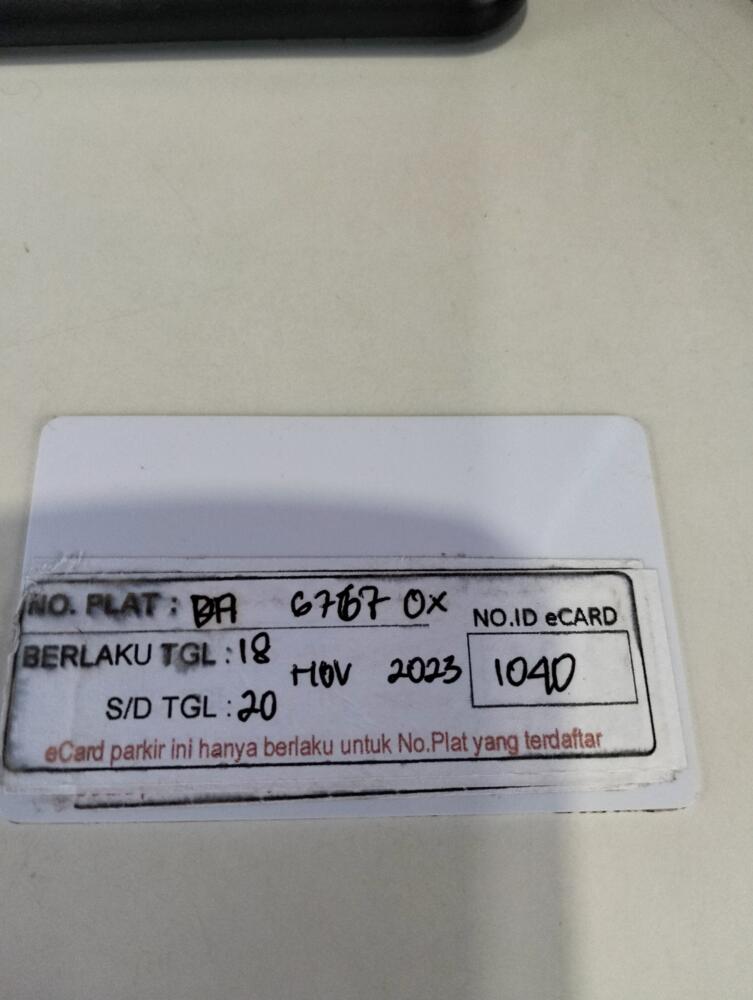 NO. PLAT : DA 6767 OX
NO.ID eCARD
BERLAKU TGL : 18 NOV 2023
1040
S/D TGL : 20
eCard parkir ini hanya berlaku untuk No.Plat yang terdaftar